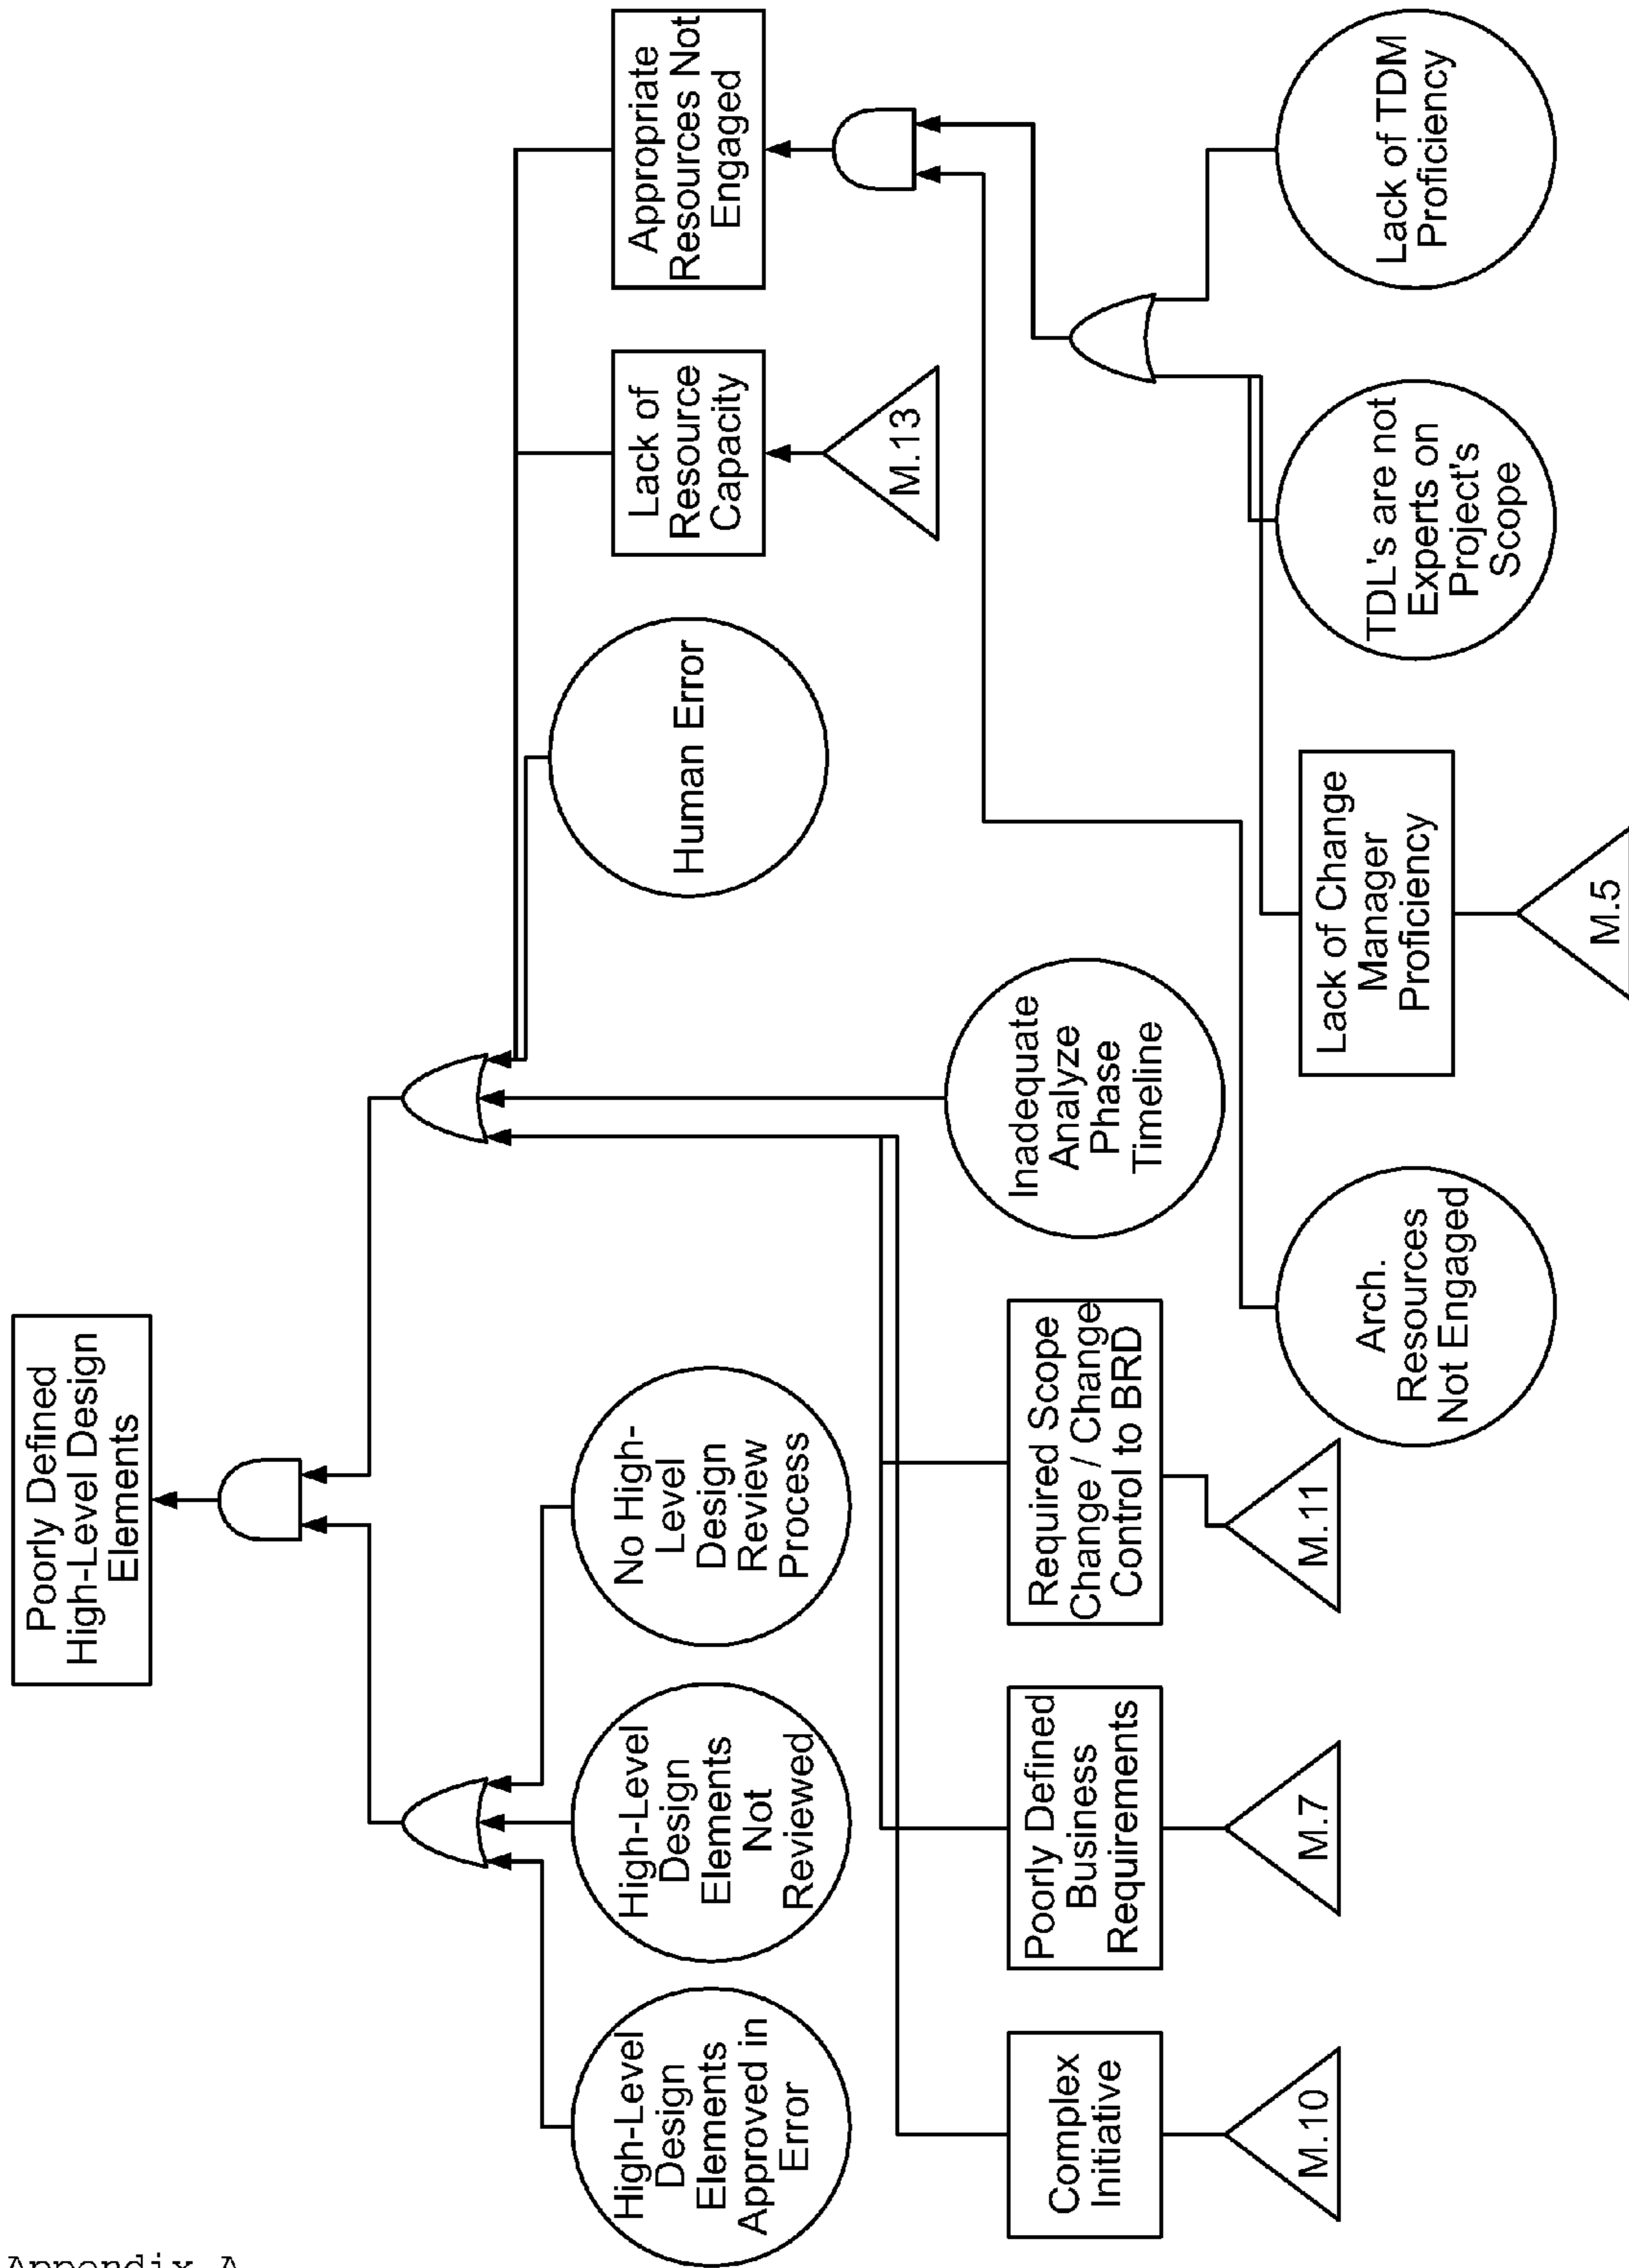 Poorly Defined
High-Level Design
Elements
High-Level
Design
Elements
Approved in
Error
High-Level
Design
Elements
Not
Reviewed
No High-
Level
Design
Review
Process
Human Error
Lack of
Resource
Capacity
M.13
Appropriate
Resources Not
Engaged
Complex
Initiative
M.10
Poorly Defined
Business
Requirements
M.7
Required Scope
Change / Change
Control to BRD
M.11
Inadequate
Analyze
Phase
Timeline
Arch.
Resources
Not Engaged
Lack of Change
Manager
Proficiency
M.5
TDL's are not
Experts on
Project's
Scope
Lack of TDM
Proficiency
Appendix A